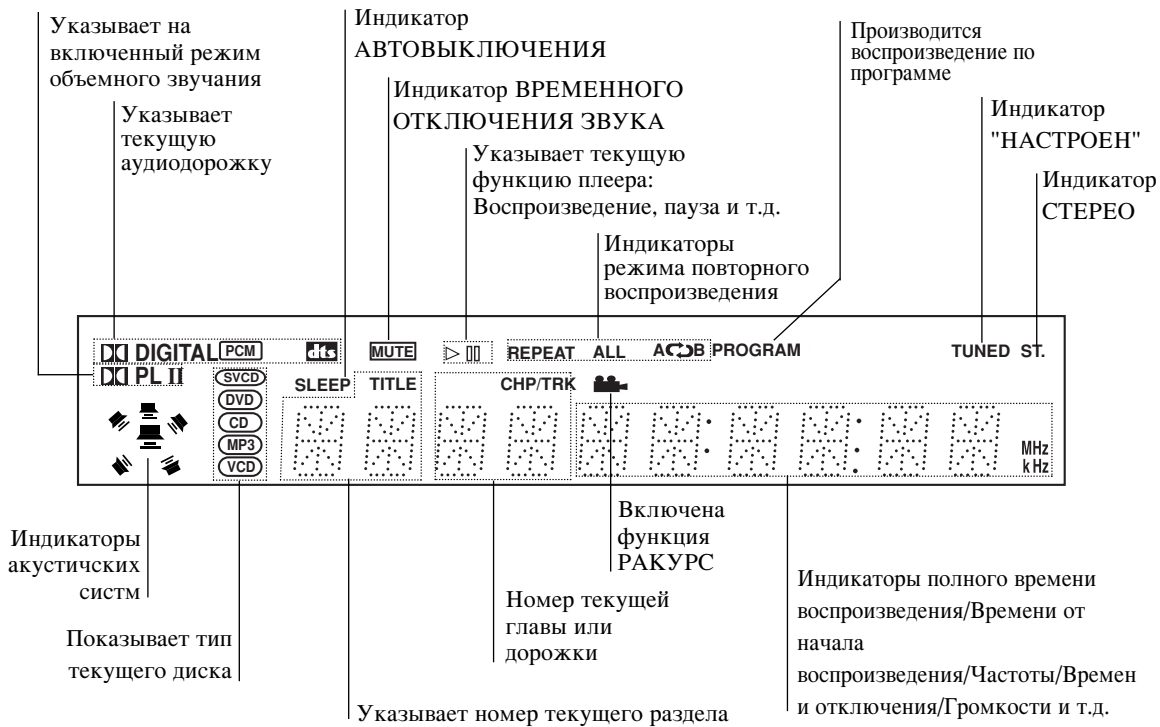 Указывает на
включенный режим
объемного звучания
Указывает
текущую
аудиодорожку
Индикатор
АВТОВЫКЛЮЧЕНИЯ
Индикатор ВРЕМЕННОГО
ОТКЛЮЧЕНИЯ ЗВУКА
Указывает текущую
функцию плеера:
Воспроизведение, пауза и т.д.
Индикаторы
режима повторного
воспроизведения
Производится
воспроизведение по
программе
Индикатор
"НАСТРОЕН"
Индикатор
СТЕРЕО
DIGITAL PCM dts MUTE REPEAT ALL A B PROGRAM TUNED ST.
PL II
SVCD
DVD
CD
MP3
VCD
SLEEP TITLE CHP/TRK
MHz
kHz
Индикаторы
акустичских
систм
Показывает тип
текущего диска
Указывает номер текущего раздела
Номер текущей
главы или
дорожки
Включена
функция
РАКУРС
Индикаторы полного времени
воспроизведения/Времени от
начала
воспроизведения/Частоты/Времен
и отключения/Громкости и т.д.